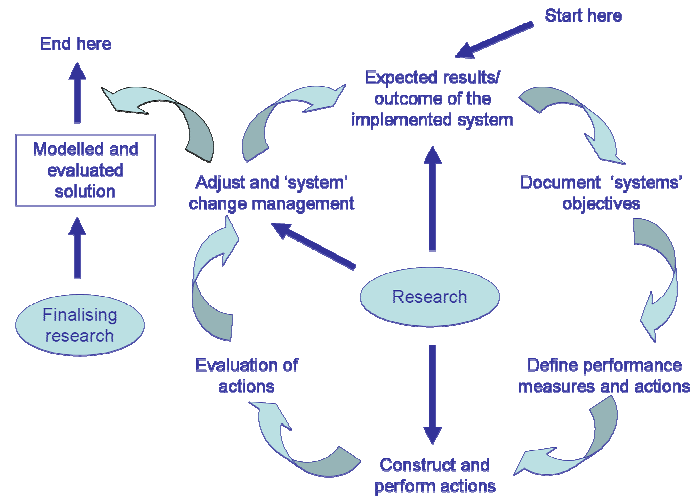 Start here
End here
Expected results/
outcome of the
implemented system
Modelled and
evaluated
solution
Adjust and ‘system’
change management
Document ‘systems’
objectives
Research
Finalising
research
Evaluation of
actions
Define performance
measures and actions
Construct and
perform actions